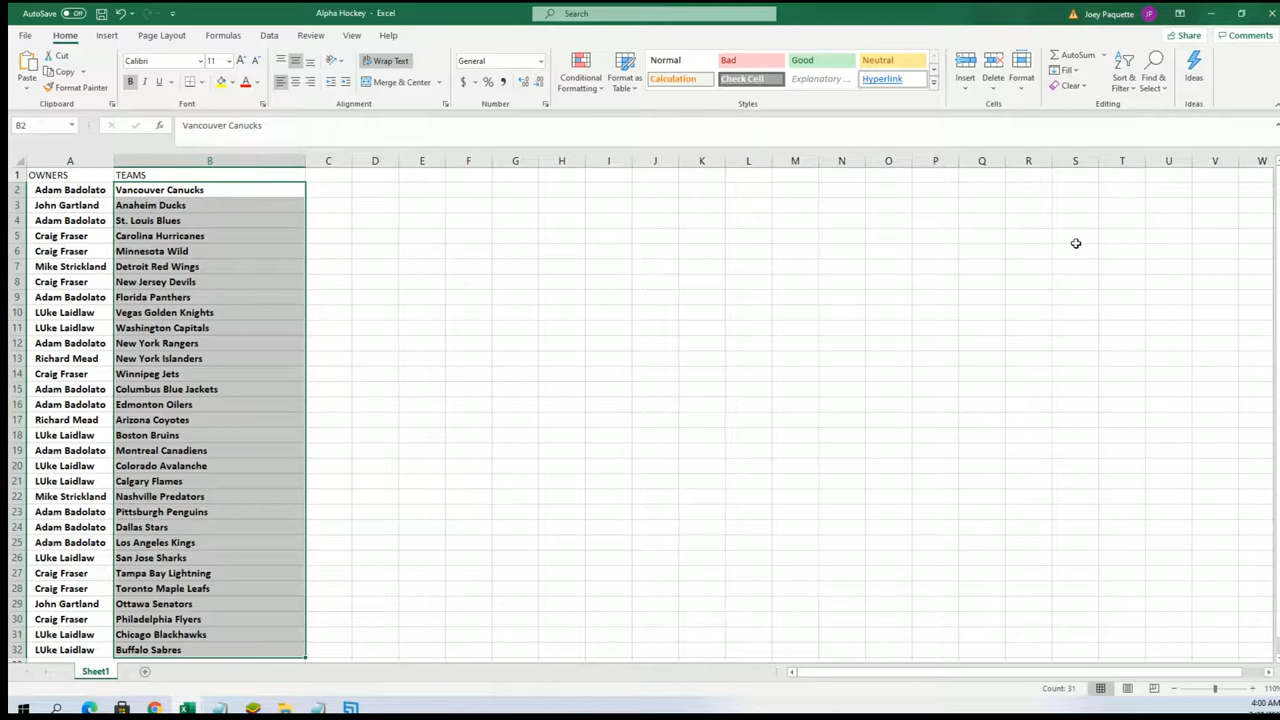 AutoSave Off Alpha Hockey - Excel Search Joey Paquette JP
File Home Insert Page Layout Formulas Data Review View Help Share Comments
Paste Cut Copy Format Painter Clipboard
Calibri 11 B I U A Font
Wrap Text Merge & Center Alignment
General $ % , Number
Conditional Formatting Format as Table
Normal Bad Good Neutral
Calculation Check Cell Explanatory ... Hyperlink
Styles
Insert Delete Format Cells
AutoSum Fill Clear Sort & Filter Find & Select Editing
Ideas Ideas
B2 fx Vancouver Canucks
A B C D E F G H I J K L M N O P Q R S T U V W
1 OWNERS TEAMS
2 Adam Badolato Vancouver Canucks
3 John Gartland Anaheim Ducks
4 Adam Badolato St. Louis Blues
5 Craig Fraser Carolina Hurricanes
6 Craig Fraser Minnesota Wild
7 Mike Strickland Detroit Red Wings
8 Craig Fraser New Jersey Devils
9 Adam Badolato Florida Panthers
10 LUke Laidlaw Vegas Golden Knights
11 LUke Laidlaw Washington Capitals
12 Adam Badolato New York Rangers
13 Richard Mead New York Islanders
14 Craig Fraser Winnipeg Jets
15 Adam Badolato Columbus Blue Jackets
16 Adam Badolato Edmonton Oilers
17 Richard Mead Arizona Coyotes
18 LUke Laidlaw Boston Bruins
19 Adam Badolato Montreal Canadiens
20 LUke Laidlaw Colorado Avalanche
21 LUke Laidlaw Calgary Flames
22 Mike Strickland Nashville Predators
23 Adam Badolato Pittsburgh Penguins
24 Adam Badolato Dallas Stars
25 Adam Badolato Los Angeles Kings
26 LUke Laidlaw San Jose Sharks
27 Craig Fraser Tampa Bay Lightning
28 Craig Fraser Toronto Maple Leafs
29 John Gartland Ottawa Senators
30 Craig Fraser Philadelphia Flyers
31 LUke Laidlaw Chicago Blackhawks
32 LUke Laidlaw Buffalo Sabres
Sheet1
Count: 31 110%
4:00 AM